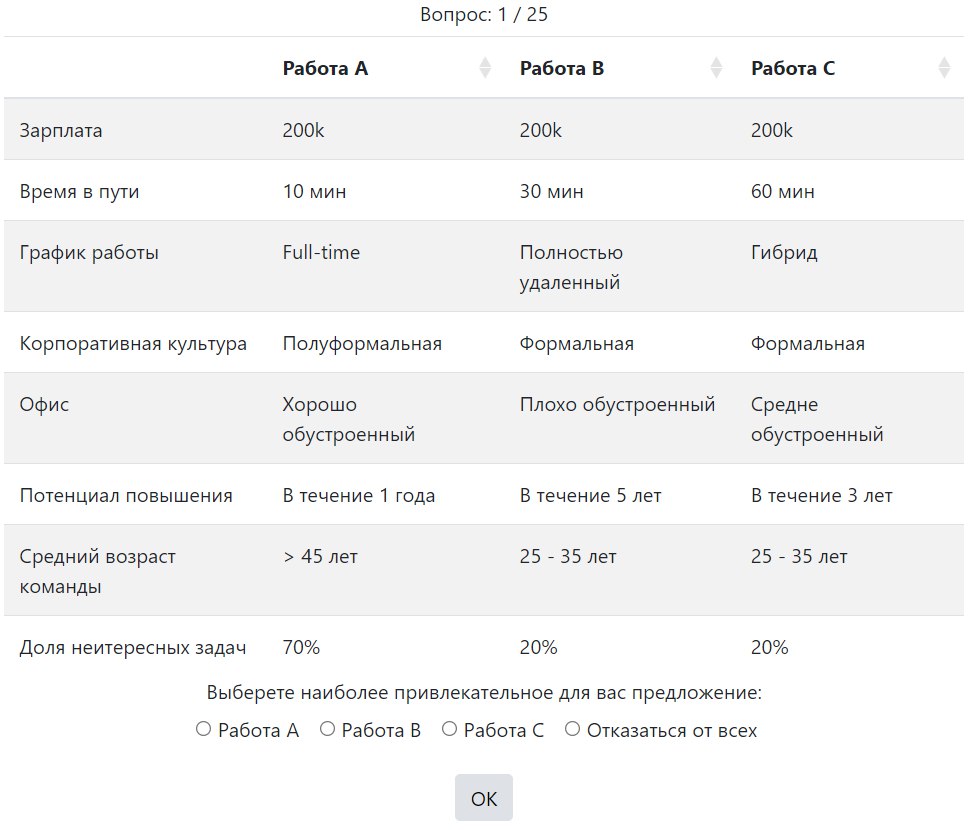 Вопрос: 1 / 25
Работа A Работа B Работа C
Зарплата 200k 200k 200k
Время в пути 10 мин 30 мин 60 мин
График работы Full-time Полностью Гибрид
удаленный
Корпоративная культура Полуформальная Формальная Формальная
Офис Хорошо Плохо обустроенный Средне
обустроенный обустроенный
Потенциал повышения В течение 1 года В течение 5 лет В течение 3 лет
Средний возраст > 45 лет 25 - 35 лет 25 - 35 лет
команды
Доля неитересных задач 70% 20% 20%
Выберете наиболее привлекательное для вас предложение:
Работа A Работа B Работа C Отказаться от всех
OK